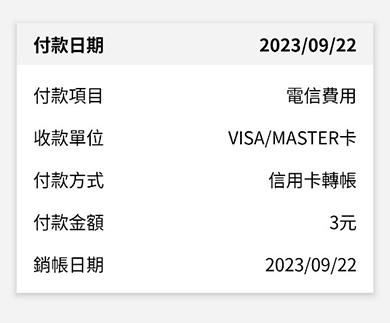 付款日期 2023/09/22
付款項目 電信費用
收款單位 VISA/MASTER卡
付款方式 信用卡轉帳
付款金額 3元
銷帳日期 2023/09/22